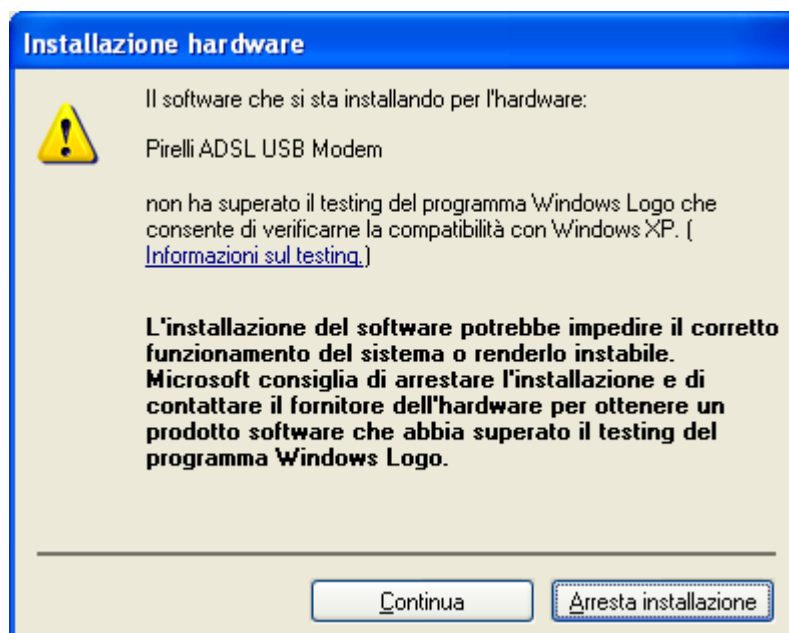 Installazione hardware
Il software che si sta installando per l'hardware:
Pirelli ADSL USB Modem
non ha superato il testing del programma Windows Logo che
consente di verificarne la compatibilità con Windows XP. (
Informazioni sul testing.)
L'installazione del software potrebbe impedire il corretto
funzionamento del sistema o renderlo instabile.
Microsoft consiglia di arrestare l'installazione e di
contattare il fornitore dell'hardware per ottenere un
prodotto software che abbia superato il testing del
programma Windows Logo.
Continua
Arresta installazione